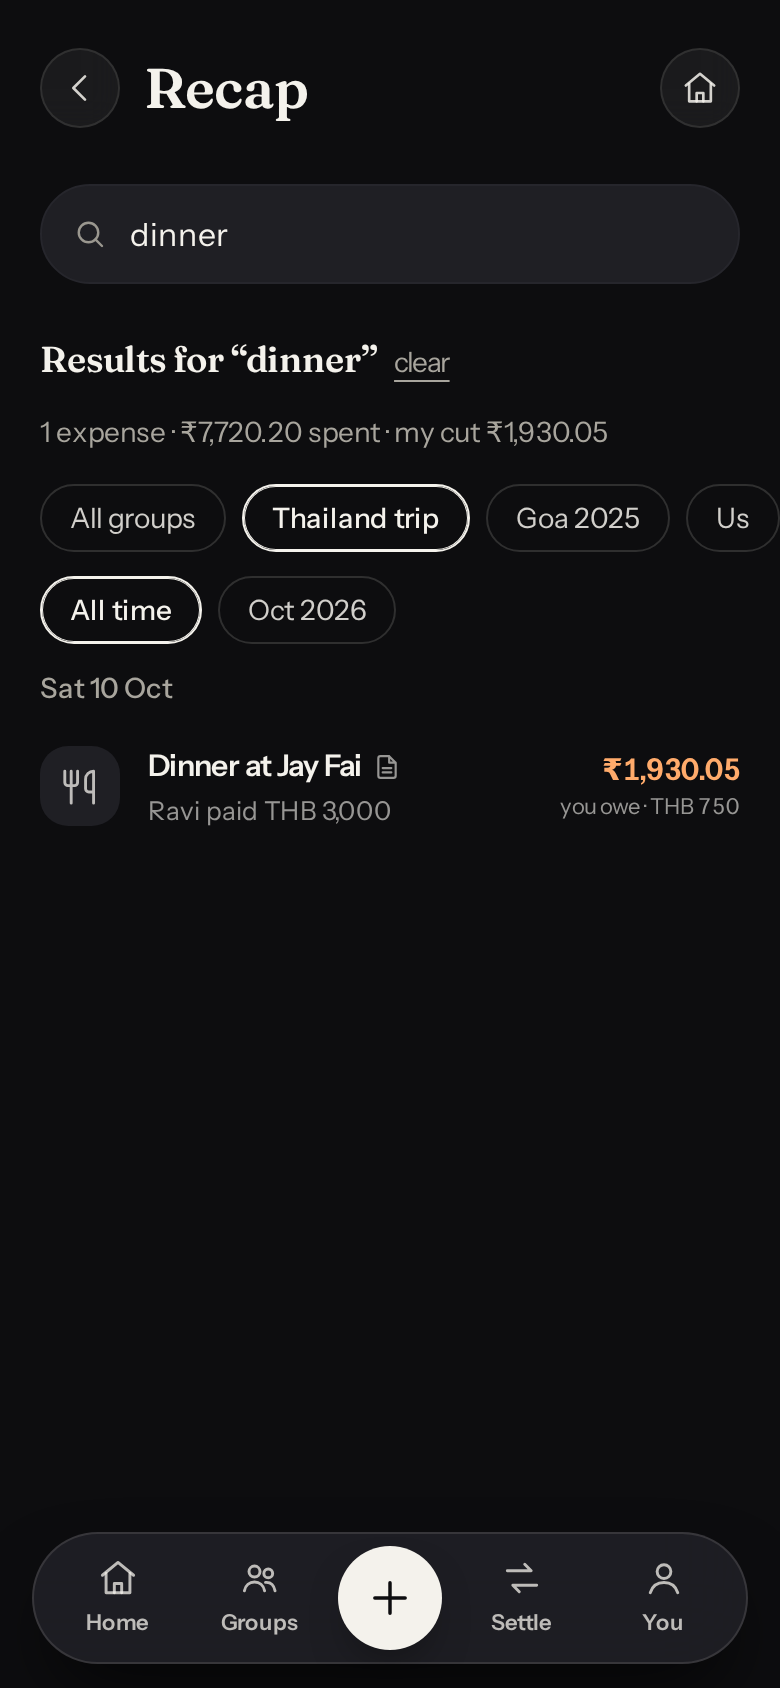 Recap
dinner
Results for “dinner” clear
1 expense · ₹7,720.20 spent · my cut ₹1,930.05
All groups Thailand trip Goa 2025 Us
All time Oct 2026
Sat 10 Oct
Dinner at Jay Fai ₹1,930.05
Ravi paid THB 3,000 you owe · THB 750
Home Groups Settle You